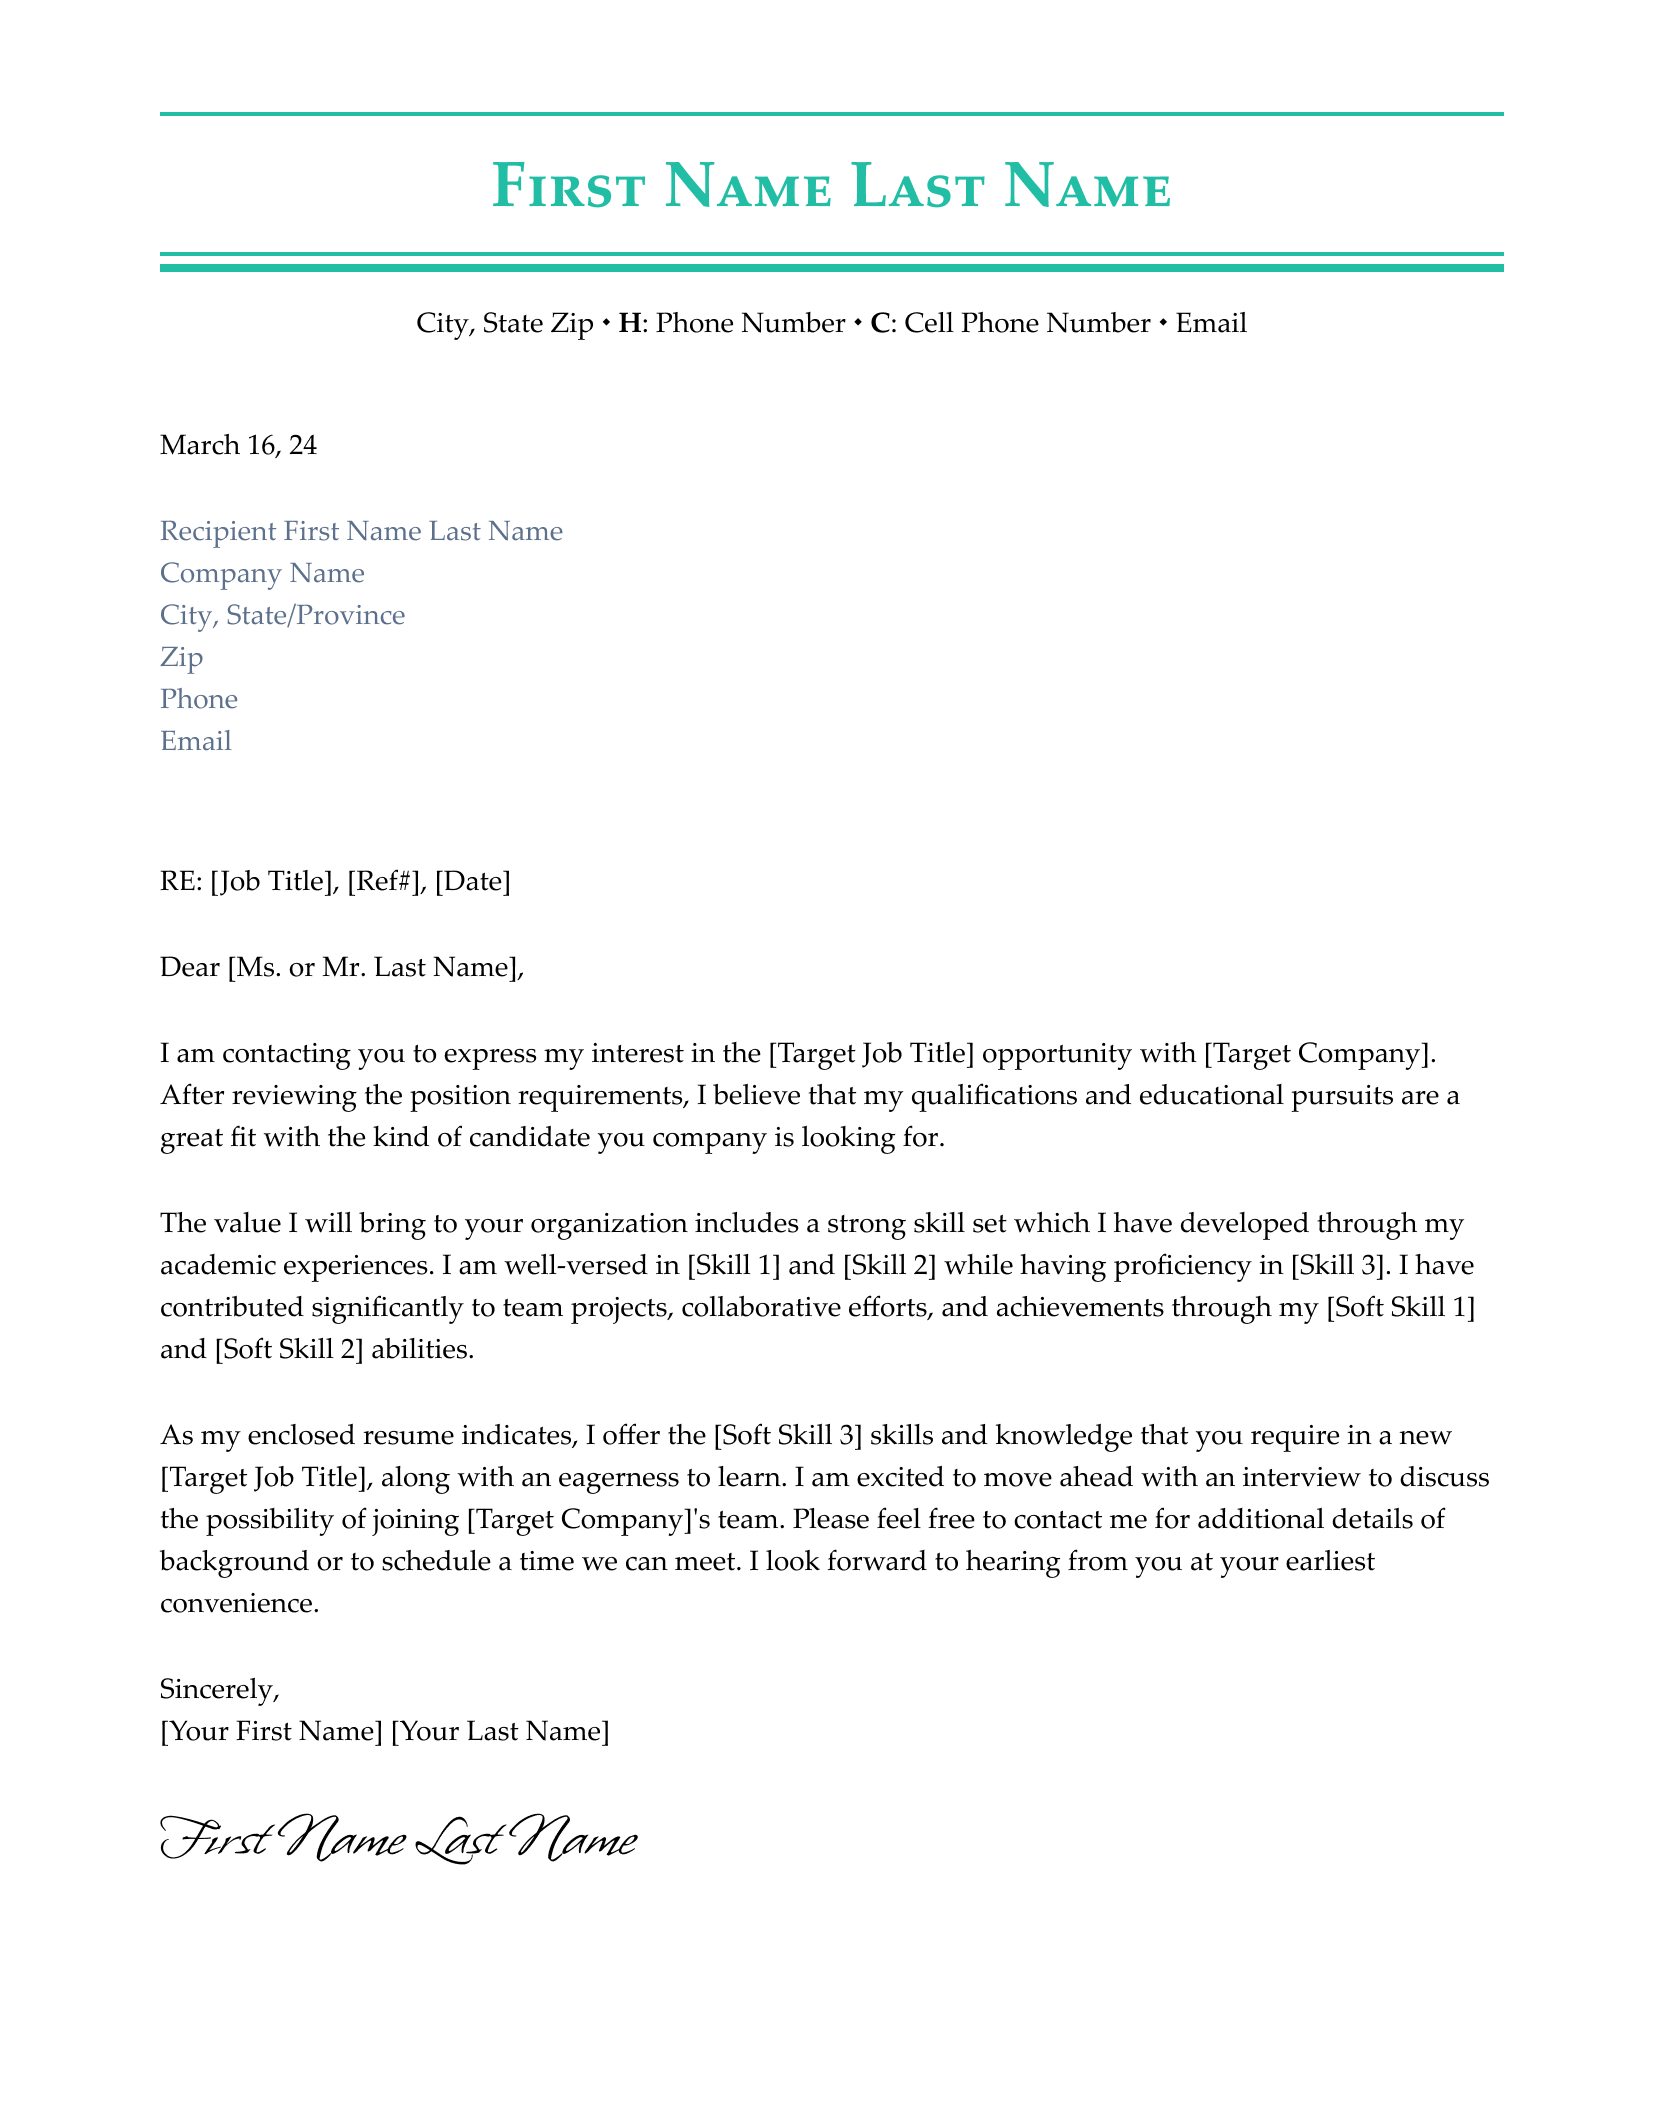 First Name Last Name
City, State Zip • H: Phone Number • C: Cell Phone Number • Email
March 16, 24
Recipient First Name Last Name
Company Name
City, State/Province
Zip
Phone
Email
RE: [Job Title], [Ref#], [Date]
Dear [Ms. or Mr. Last Name],
I am contacting you to express my interest in the [Target Job Title] opportunity with [Target Company].
After reviewing the position requirements, I believe that my qualifications and educational pursuits are a
great fit with the kind of candidate you company is looking for.
The value I will bring to your organization includes a strong skill set which I have developed through my
academic experiences. I am well-versed in [Skill 1] and [Skill 2] while having proficiency in [Skill 3]. I have
contributed significantly to team projects, collaborative efforts, and achievements through my [Soft Skill 1]
and [Soft Skill 2] abilities.
As my enclosed resume indicates, I offer the [Soft Skill 3] skills and knowledge that you require in a new
[Target Job Title], along with an eagerness to learn. I am excited to move ahead with an interview to discuss
the possibility of joining [Target Company]'s team. Please feel free to contact me for additional details of
background or to schedule a time we can meet. I look forward to hearing from you at your earliest
convenience.
Sincerely,
[Your First Name] [Your Last Name]
First Name Last Name